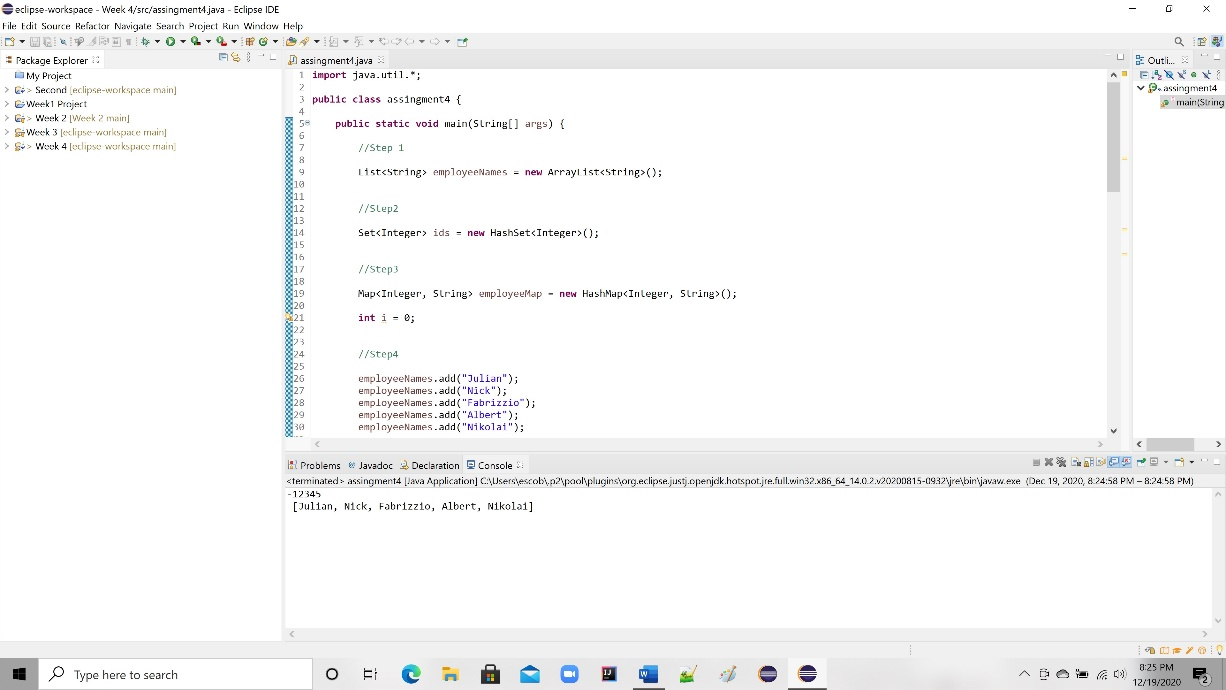 eclipse-workspace - Week 4/src/assingment4.java - Eclipse IDE
File Edit Source Refactor Navigate Search Project Run Window Help
Package Explorer
My Project
> Second [eclipse-workspace main]
Week1 Project
> Week 2 [Week 2 main]
Week 3 [eclipse-workspace main]
> Week 4 [eclipse-workspace main]
assingment4.java
1 import java.util.*;
2
3 public class assingment4 {
4
5 public static void main(String[] args) {
6
7 //Step 1
8
9 List<String> employeeNames = new ArrayList<String>();
10
11
12 //Step2
13
14 Set<Integer> ids = new HashSet<Integer>();
15
16
17 //Step3
18
19 Map<Integer, String> employeeMap = new HashMap<Integer, String>();
20
21 int i = 0;
22
23
24 //Step4
25
26 employeeNames.add("Julian");
27 employeeNames.add("Nick");
28 employeeNames.add("Fabrizzio");
29 employeeNames.add("Albert");
30 employeeNames.add("Nikolai");
Outli...
assingment4
main(String
Problems Javadoc Declaration Console
<terminated> assingment4 [Java Application] C:\Users\escob\.p2\pool\plugins\org.eclipse.justj.openjdk.hotspot.jre.full.win32.x86_64_14.0.2.v20200815-0932\jre\bin\javaw.exe (Dec 19, 2020, 8:24:58 PM – 8:24:58 PM)
-12345
[Julian, Nick, Fabrizzio, Albert, Nikolai]
Type here to search
8:25 PM
12/19/2020
2